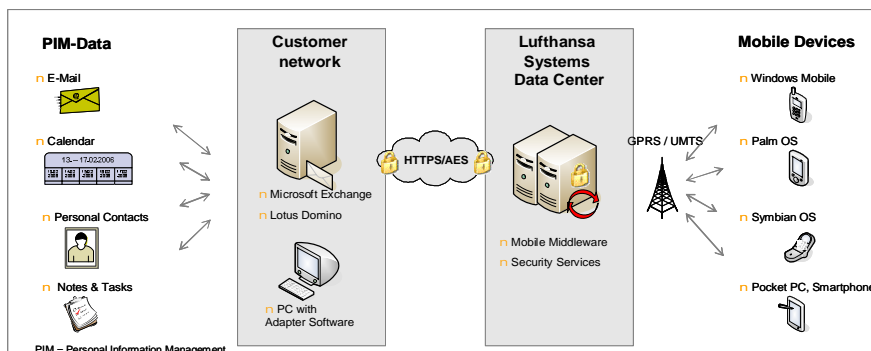 PIM-Data
E-Mail
Calendar
13. – 17.02.2006
Personal Contacts
Notes & Tasks
PIM – Personal Information Management
Customer
network
Microsoft Exchange
Lotus Domino
PC with
Adapter Software
HTTPS/AES
Lufthansa
Systems
Data Center
Mobile Middleware
Security Services
GPRS / UMTS
Mobile Devices
Windows Mobile
Palm OS
Symbian OS
Pocket PC, Smartphone